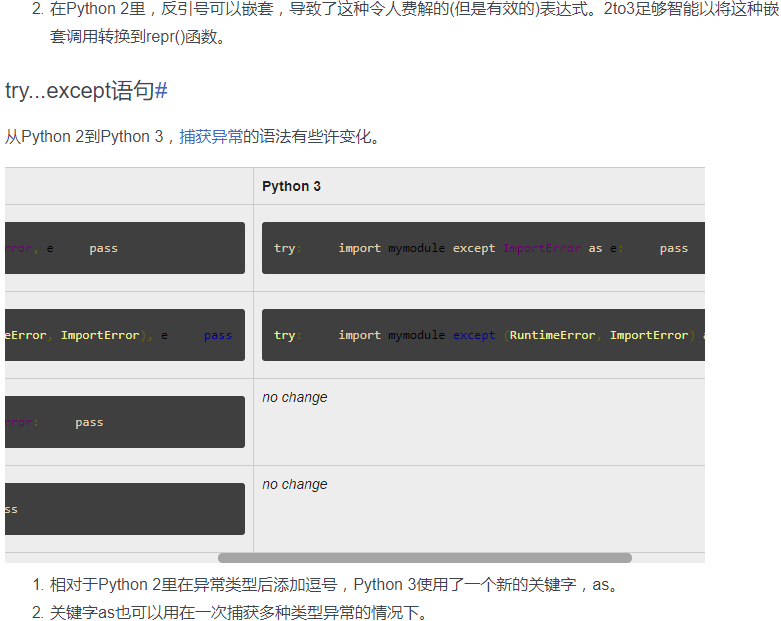 2. 在Python 2里，反引号可以嵌套，导致了这种令人费解的(但是有效的)表达式。2to3足够智能以将这种嵌
套调用转换到repr()函数。
try...except语句#
从Python 2到Python 3，捕获异常的语法有些许变化。
Python 3
rror, e pass
try: import mymodule except ImportError as e: pass
eError, ImportError), e pass
try: import mymodule except (RuntimeError, ImportError) a
rror: pass
no change
ss
no change
1. 相对于Python 2里在异常类型后添加逗号，Python 3使用了一个新的关键字，as。
2. 关键字as也可以用在一次捕获多种类型异常的情况下。